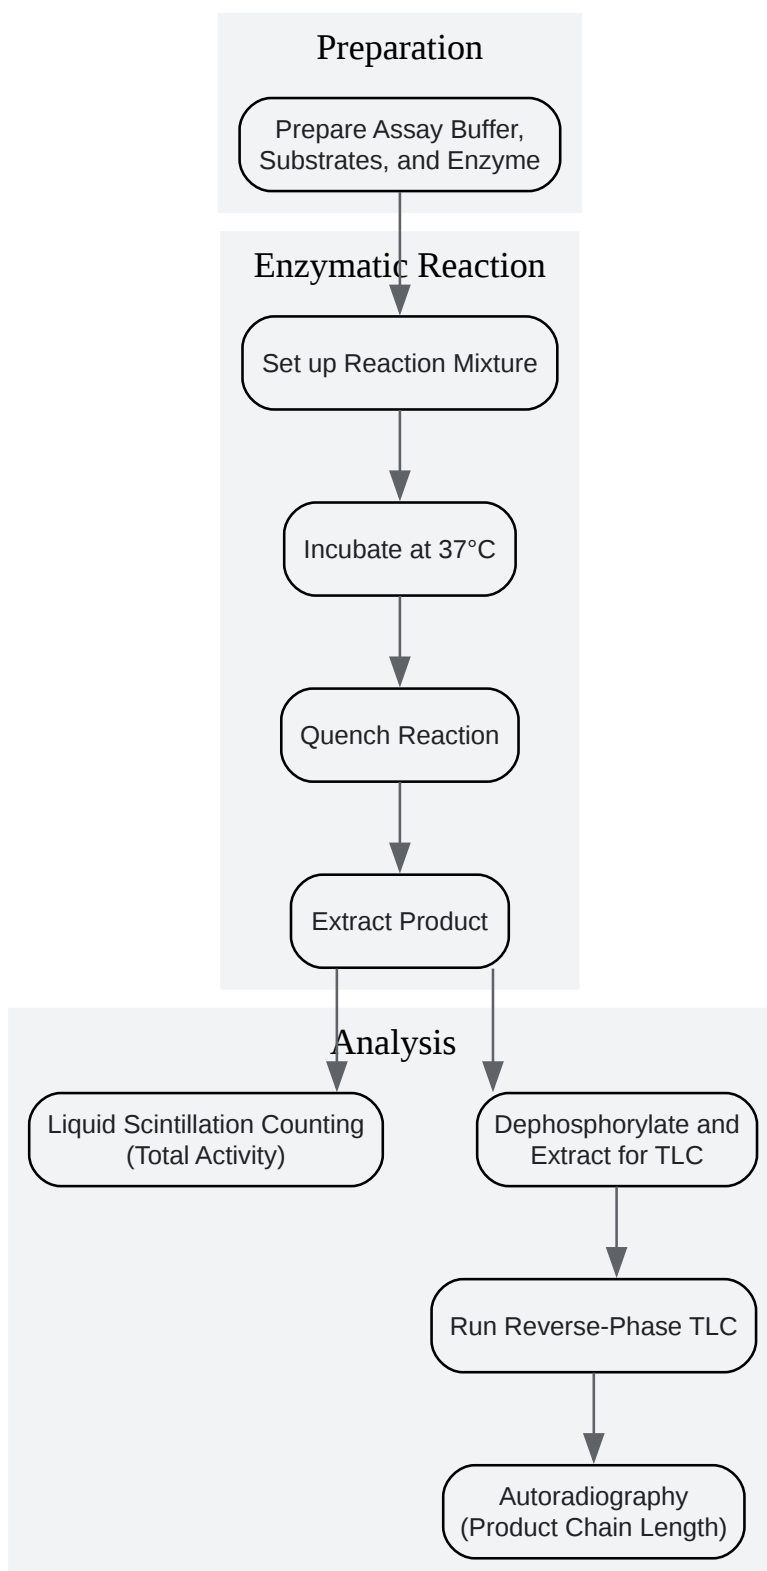 Preparation
Prepare Assay Buffer,
Substrates, and Enzyme
Enzymatic Reaction
Set up Reaction Mixture
Incubate at 37°C
Quench Reaction
Extract Product
Analysis
Liquid Scintillation Counting
(Total Activity)
Dephosphorylate and
Extract for TLC
Run Reverse-Phase TLC
Autoradiography
(Product Chain Length)